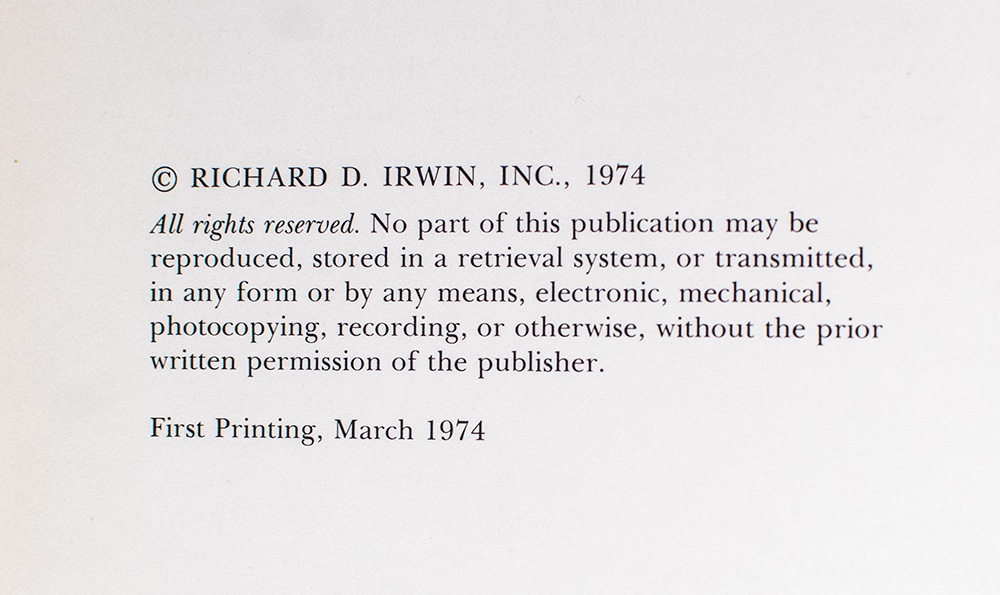 © RICHARD D. IRWIN, INC., 1974
All rights reserved. No part of this publication may be
reproduced, stored in a retrieval system, or transmitted,
in any form or by any means, electronic, mechanical,
photocopying, recording, or otherwise, without the prior
written permission of the publisher.
First Printing, March 1974